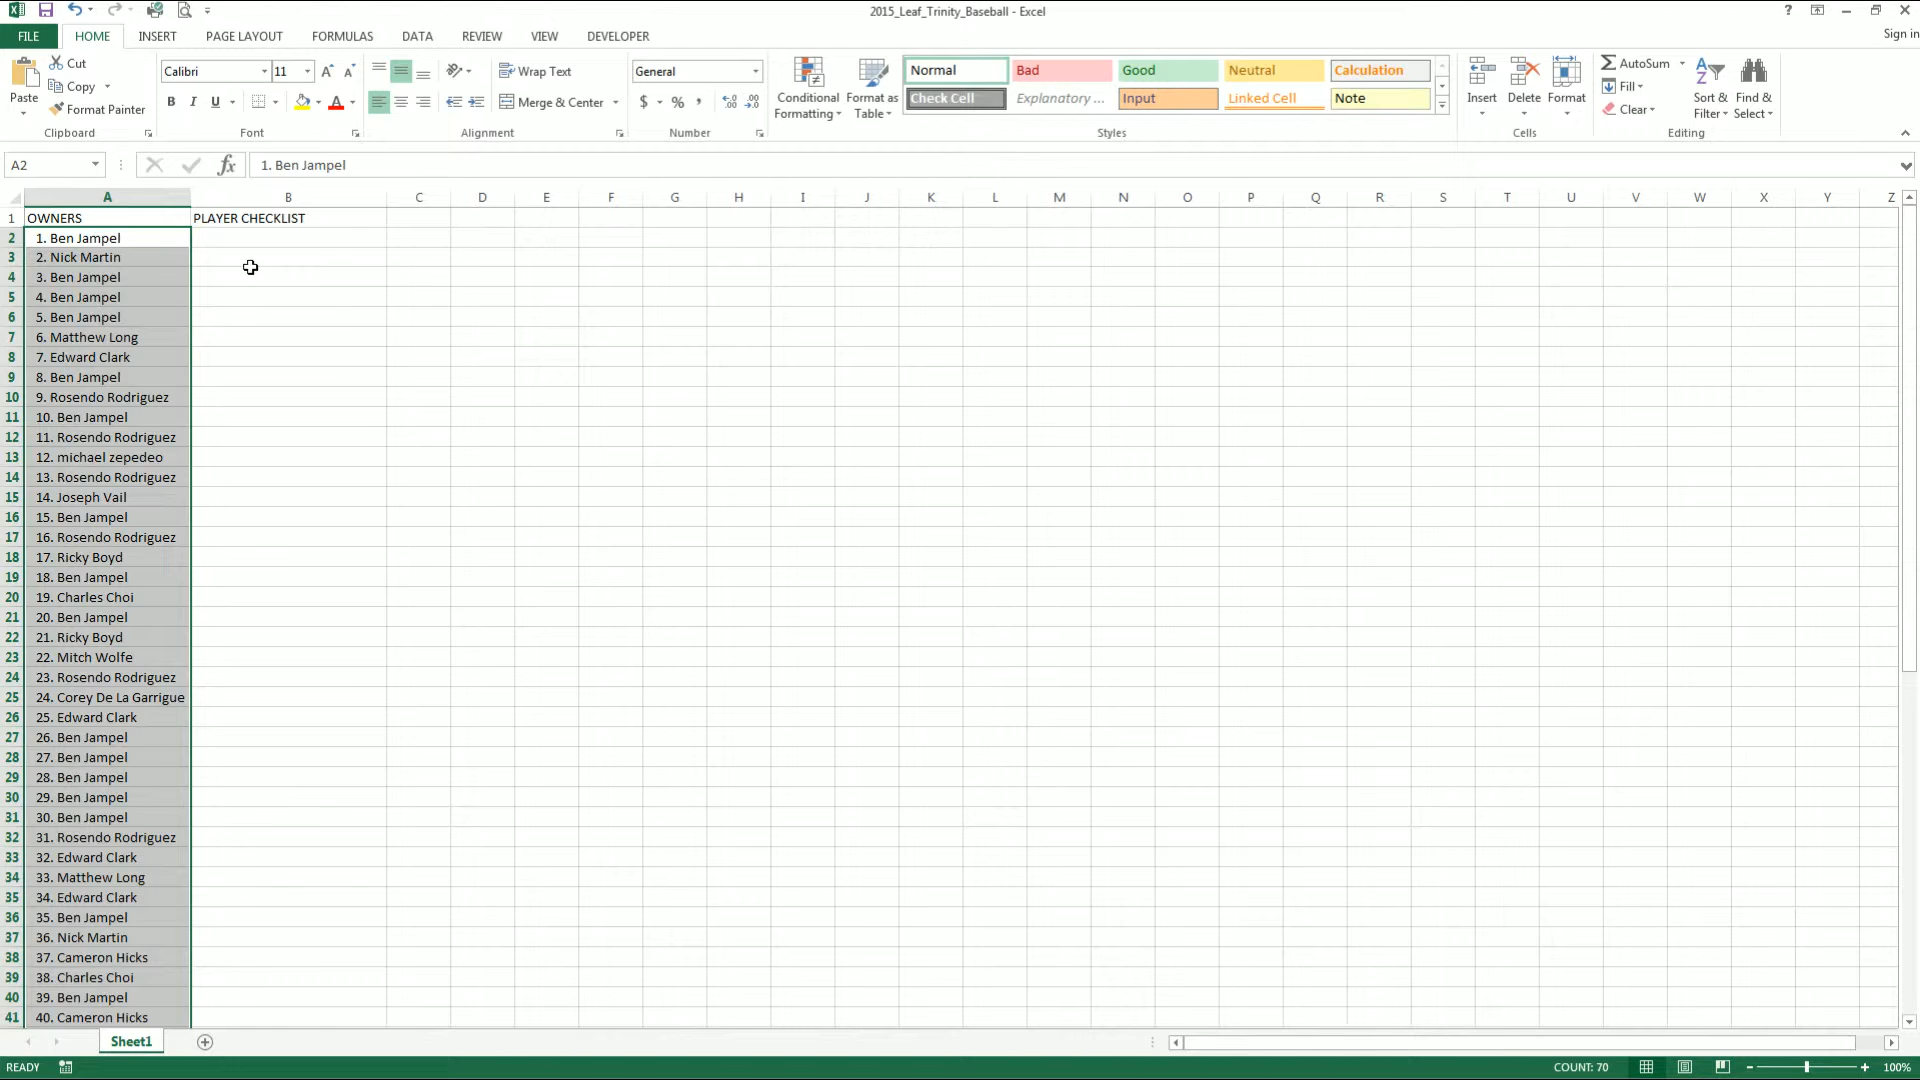 2015_Leaf_Trinity_Baseball - Excel
?
FILE HOME INSERT PAGE LAYOUT FORMULAS DATA REVIEW VIEW DEVELOPER Sign in
Paste
Cut
Copy
Format Painter
Clipboard
Calibri 11
B I U
Font
Wrap Text
Merge & Center
Alignment
General
$ % ,
Number
Conditional Formatting
Format as Table
Normal Bad Good Neutral Calculation
Check Cell Explanatory ... Input Linked Cell Note
Styles
Insert Delete Format
Cells
AutoSum
Fill
Clear
Sort & Filter
Find & Select
Editing
A2 fx 1. Ben Jampel
A B C D E F G H I J K L M N O P Q R S T U V W X Y Z
1 OWNERS PLAYER CHECKLIST
2 1. Ben Jampel
3 2. Nick Martin
4 3. Ben Jampel
5 4. Ben Jampel
6 5. Ben Jampel
7 6. Matthew Long
8 7. Edward Clark
9 8. Ben Jampel
10 9. Rosendo Rodriguez
11 10. Ben Jampel
12 11. Rosendo Rodriguez
13 12. michael zepedeo
14 13. Rosendo Rodriguez
15 14. Joseph Vail
16 15. Ben Jampel
17 16. Rosendo Rodriguez
18 17. Ricky Boyd
19 18. Ben Jampel
20 19. Charles Choi
21 20. Ben Jampel
22 21. Ricky Boyd
23 22. Mitch Wolfe
24 23. Rosendo Rodriguez
25 24. Corey De La Garrigue
26 25. Edward Clark
27 26. Ben Jampel
28 27. Ben Jampel
29 28. Ben Jampel
30 29. Ben Jampel
31 30. Ben Jampel
32 31. Rosendo Rodriguez
33 32. Edward Clark
34 33. Matthew Long
35 34. Edward Clark
36 35. Ben Jampel
37 36. Nick Martin
38 37. Cameron Hicks
39 38. Charles Choi
40 39. Ben Jampel
41 40. Cameron Hicks
Sheet1
READY COUNT: 70 100%